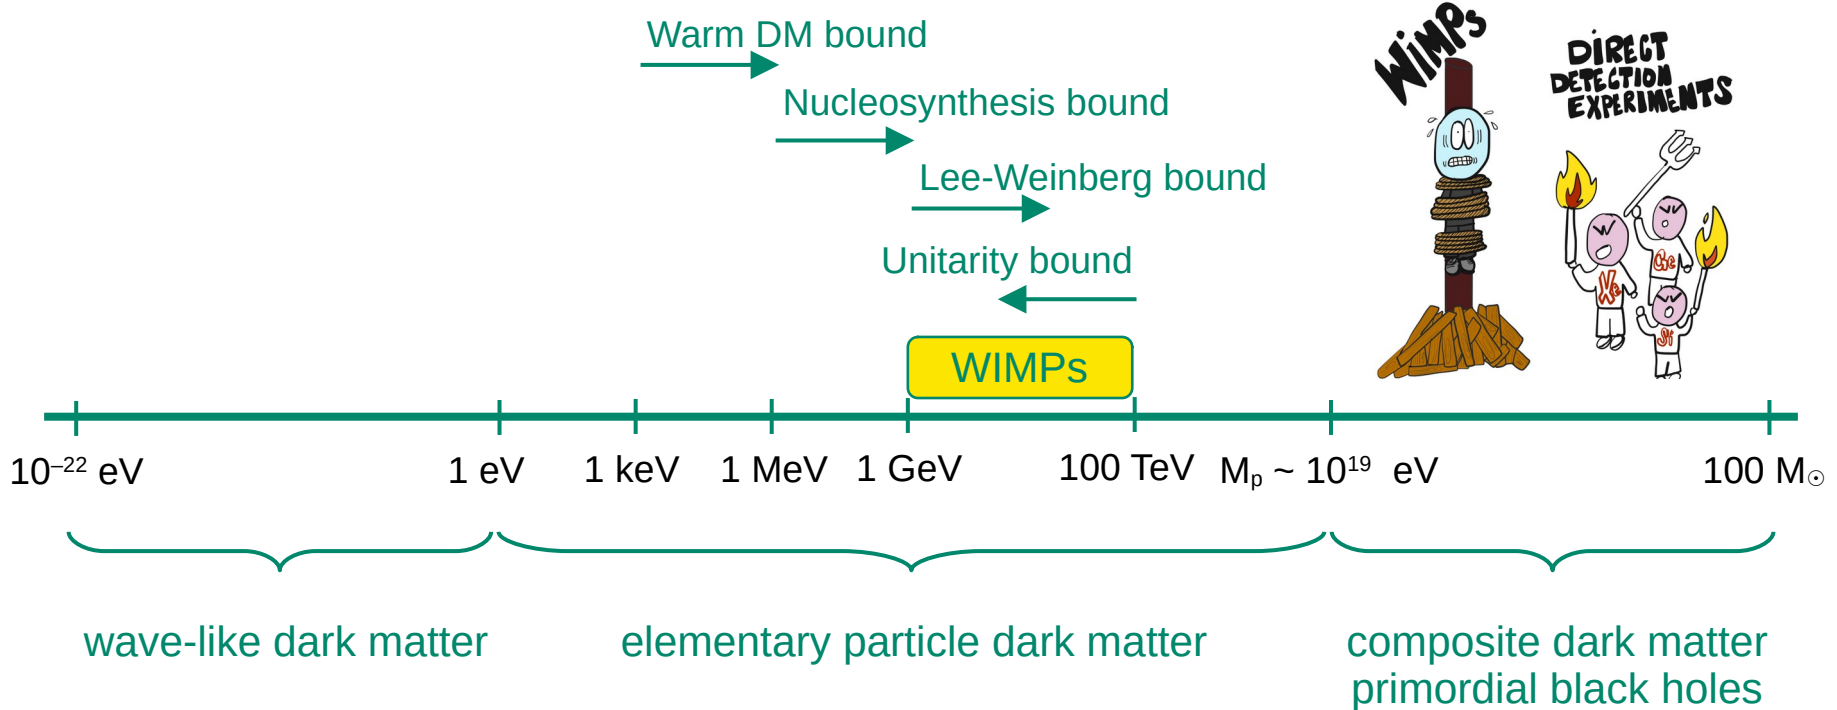 Warm DM bound
Nucleosynthesis bound
Lee-Weinberg bound
Unitarity bound
WIMPs
WIMPs
DIRECT
DETECTION
EXPERIMENTS
Xe
Ge
10⁻²² eV
1 eV
1 keV
1 MeV
1 GeV
100 TeV
Mₚ ~ 10¹⁹ eV
100 M☉
wave-like dark matter
elementary particle dark matter
composite dark matter
primordial black holes